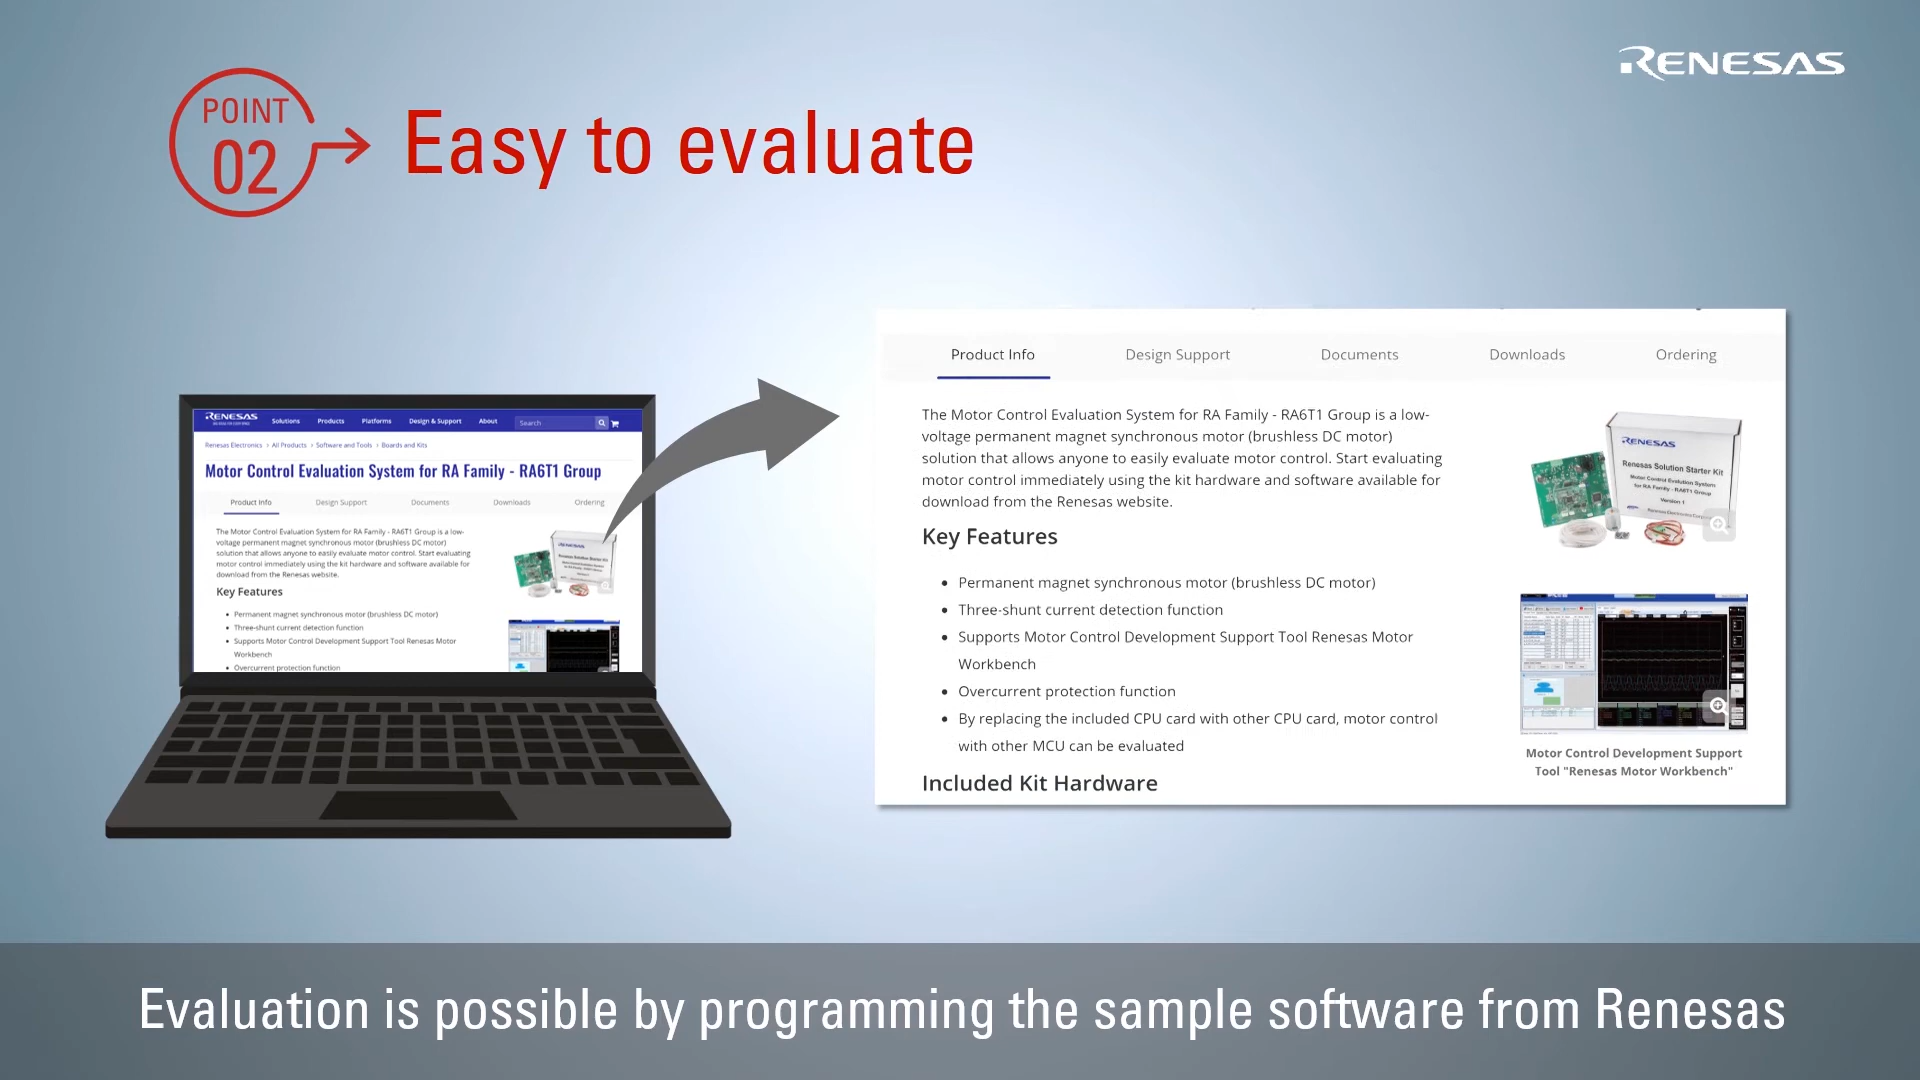 RENESAS
POINT
02
Easy to evaluate
RENESAS
Solutions Products Platforms Design & Support About Search
Renesas Electronics > All Products > Software and Tools > Boards and Kits
Motor Control Evaluation System for RA Family - RA6T1 Group
Product Info Design Support Documents Downloads Ordering
The Motor Control Evaluation System for RA Family - RA6T1 Group is a low-
voltage permanent magnet synchronous motor (brushless DC motor)
solution that allows anyone to easily evaluate motor control. Start evaluating
motor control immediately using the kit hardware and software available for
download from the Renesas website.
Key Features
• Permanent magnet synchronous motor (brushless DC motor)
• Three-shunt current detection function
• Supports Motor Control Development Support Tool Renesas Motor
Workbench
• Overcurrent protection function
RENESAS
Renesas Solution Starter Kit
Product Info Design Support Documents Downloads Ordering
The Motor Control Evaluation System for RA Family - RA6T1 Group is a low-
voltage permanent magnet synchronous motor (brushless DC motor)
solution that allows anyone to easily evaluate motor control. Start evaluating
motor control immediately using the kit hardware and software available for
download from the Renesas website.
Key Features
• Permanent magnet synchronous motor (brushless DC motor)
• Three-shunt current detection function
• Supports Motor Control Development Support Tool Renesas Motor
Workbench
• Overcurrent protection function
• By replacing the included CPU card with other CPU card, motor control
with other MCU can be evaluated
Included Kit Hardware
RENESAS
Renesas Solution Starter Kit
Motor Control Evaluation System
for RA Family - RA6T1 Group
Version 1
Motor Control Development Support
Tool "Renesas Motor Workbench"
Evaluation is possible by programming the sample software from Renesas